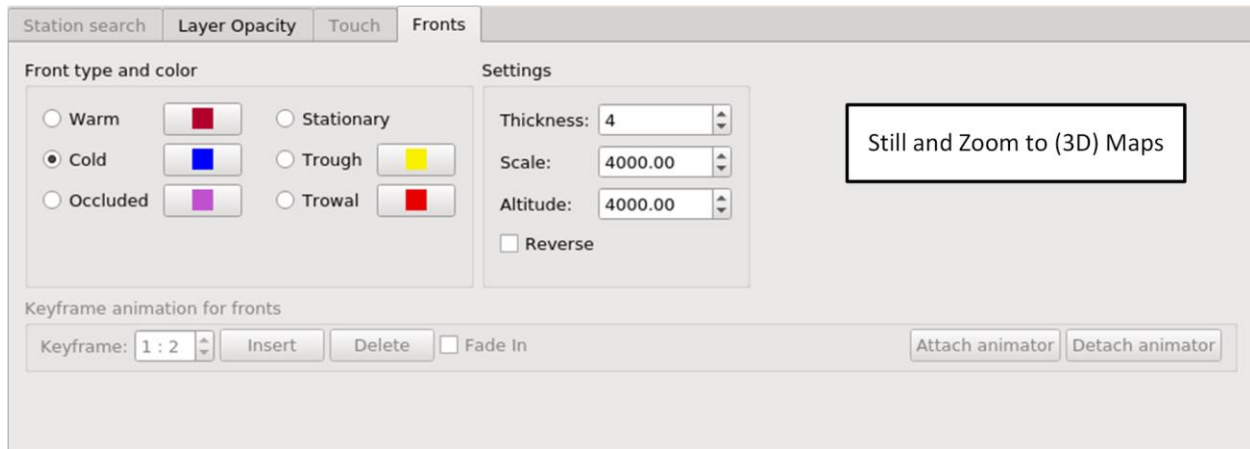 Station search Layer Opacity Touch Fronts
Front type and color
Warm Stationary
Cold Trough
Occluded Trowal
Settings
Thickness: 4
Scale: 4000.00
Altitude: 4000.00
Reverse
Still and Zoom to (3D) Maps
Keyframe animation for fronts
Keyframe: 1 : 2 Insert Delete Fade In Attach animator Detach animator